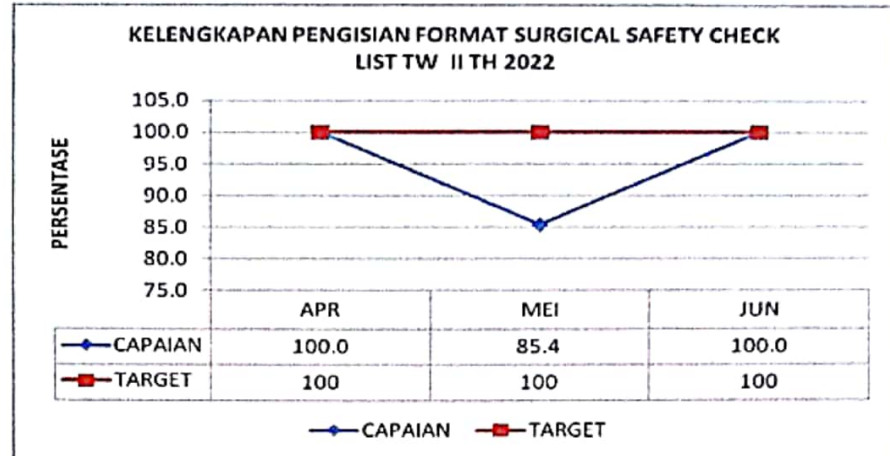 KELENGKAPAN PENGISIAN FORMAT SURGICAL SAFETY CHECK
LIST TW II TH 2022
PERSENTASE
105.0
100.0
95.0
90.0
85.0
80.0
75.0
APR MEI JUN
CAPAIAN 100.0 85.4 100.0
TARGET 100 100 100
CAPAIAN TARGET